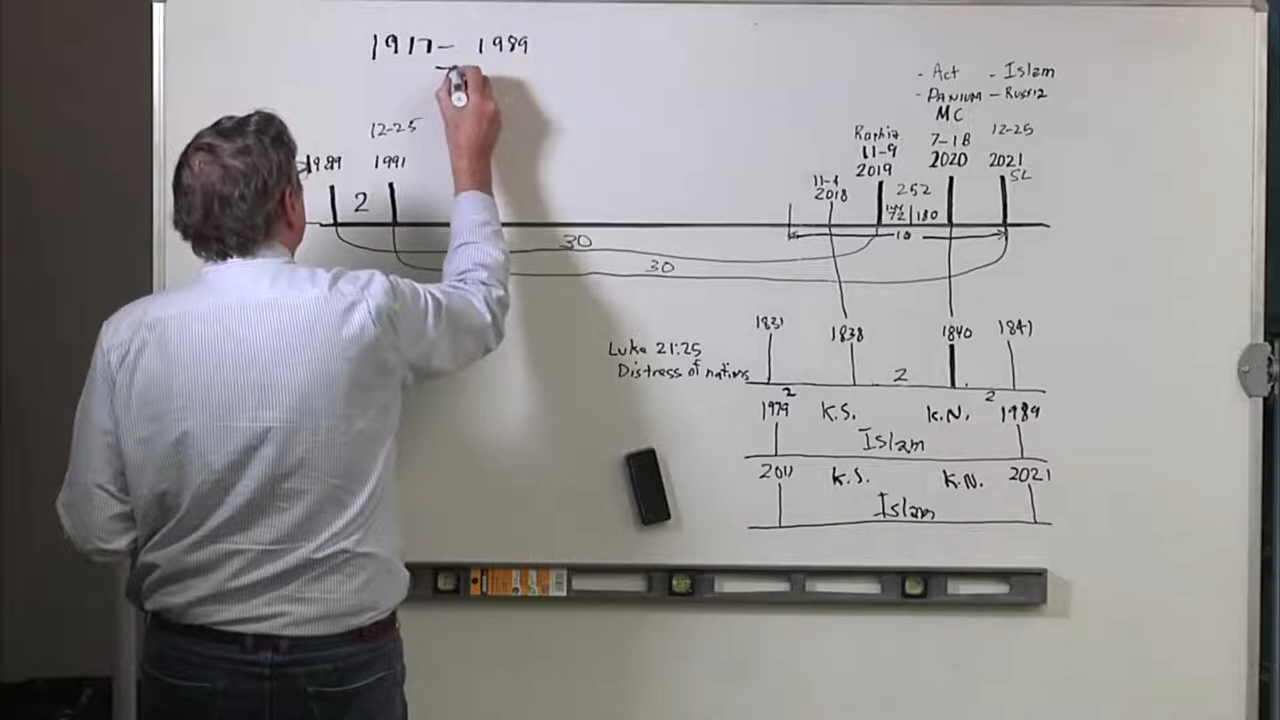 1917- 1989
- Act - Islam
- PANIUM - Russia
MC
12-25
Raphia
11-9
2019
7-18
2020
12-25
2021
SL
1989
1991
11-9
2018
252
2
72
180
30
10
30
1831
1838
1840
1841
Luke 21:25
Distress of nations
2
2
2
1979
K.S.
K.N.
1989
Islam
2011
K.S.
K.N.
2021
Islam